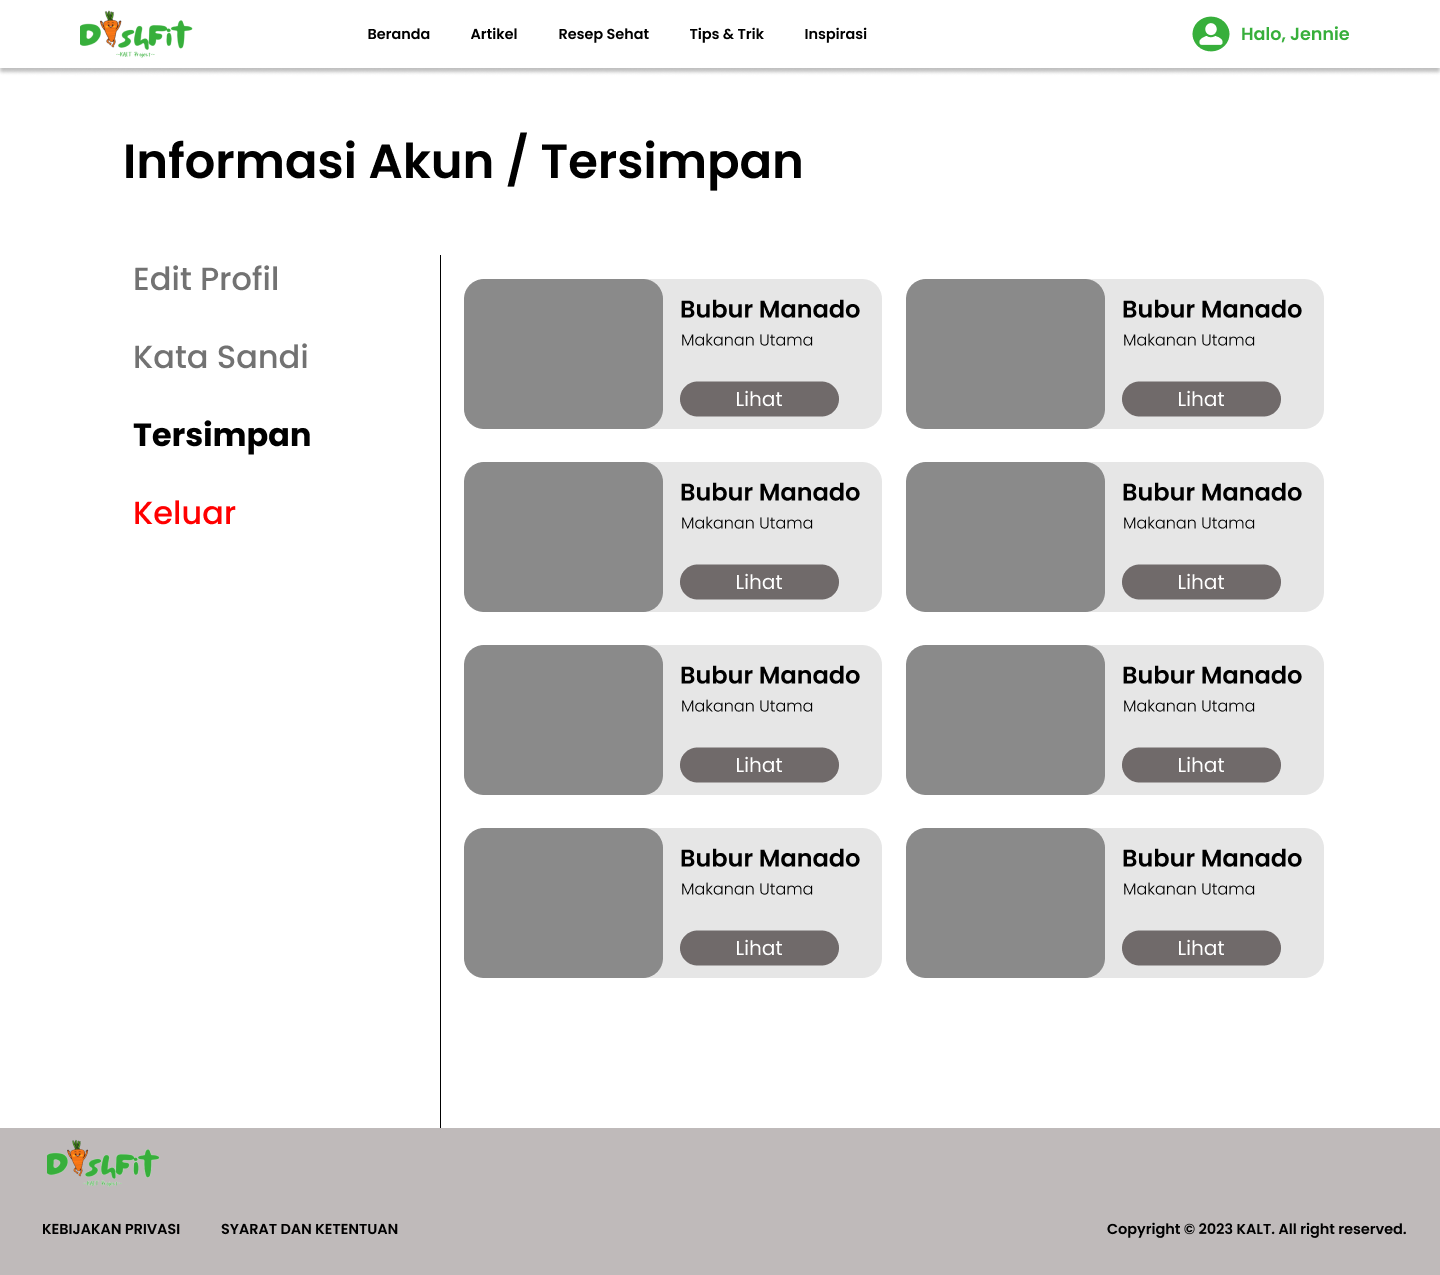 DishFit
—KALT Project—
Beranda Artikel Resep Sehat Tips & Trik Inspirasi
Halo, Jennie
Informasi Akun / Tersimpan
Edit Profil
Kata Sandi
Tersimpan
Keluar
Bubur Manado
Makanan Utama
Lihat
Bubur Manado
Makanan Utama
Lihat
Bubur Manado
Makanan Utama
Lihat
Bubur Manado
Makanan Utama
Lihat
Bubur Manado
Makanan Utama
Lihat
Bubur Manado
Makanan Utama
Lihat
Bubur Manado
Makanan Utama
Lihat
Bubur Manado
Makanan Utama
Lihat
DishFit
KEBIJAKAN PRIVASI SYARAT DAN KETENTUAN
Copyright © 2023 KALT. All right reserved.